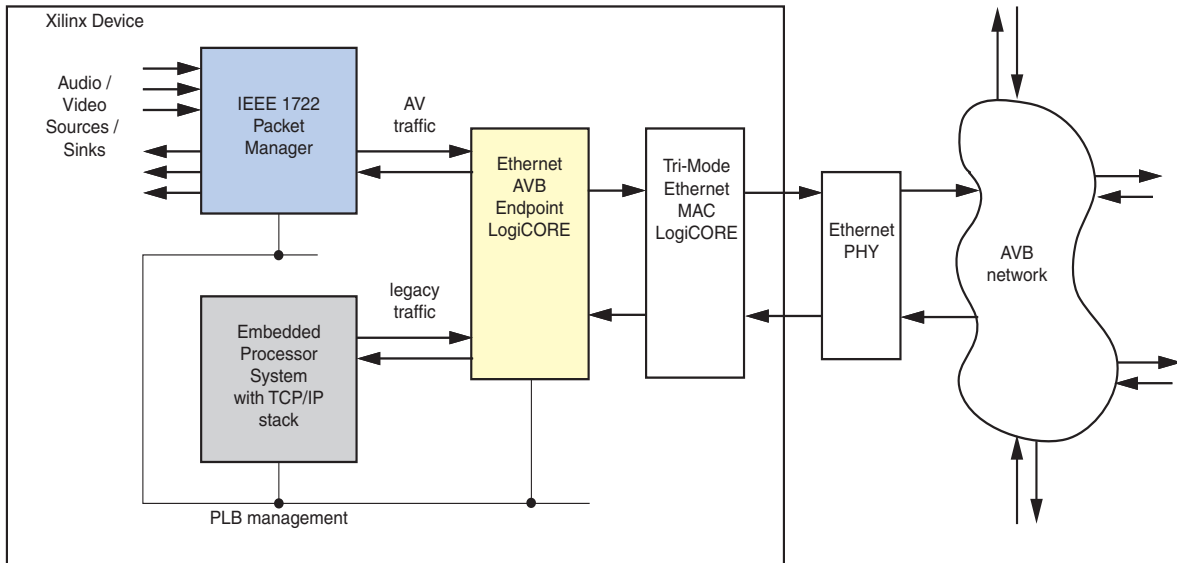 Xilinx Device
Audio /
Video
Sources /
Sinks
IEEE 1722
Packet
Manager
AV
traffic
Ethernet
AVB
Endpoint
LogiCORE
Tri-Mode
Ethernet
MAC
LogiCORE
Ethernet
PHY
AVB
network
legacy
traffic
Embedded
Processor
System
with TCP/IP
stack
PLB management